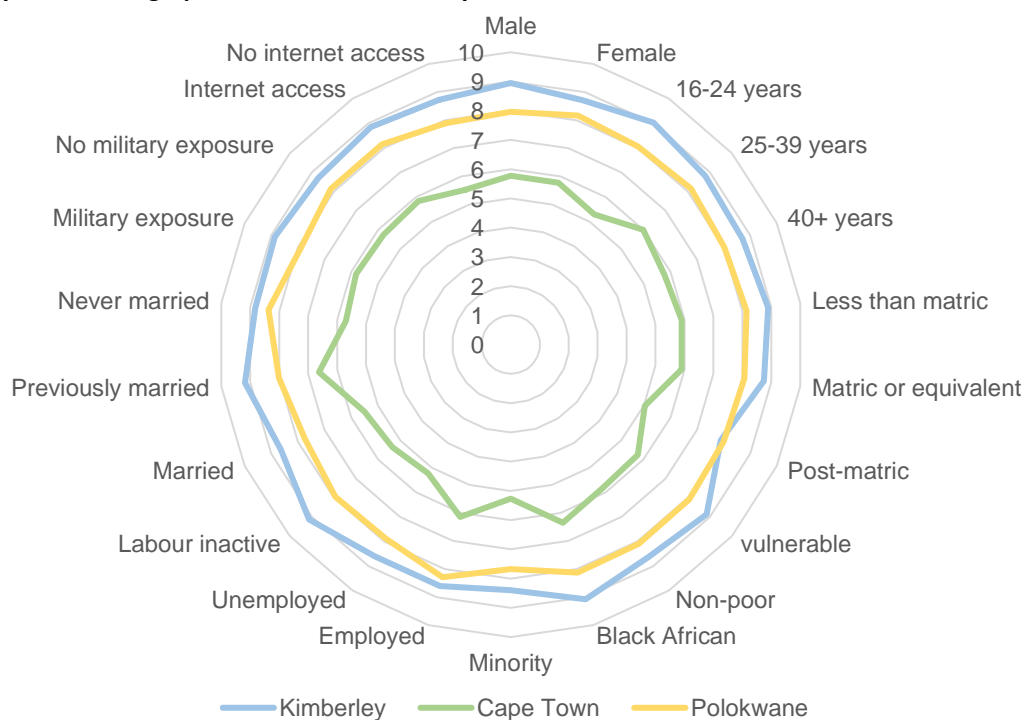 Male
Female
16-24 years
25-39 years
40+ years
Less than matric
Matric or equivalent
Post-matric
vulnerable
Non-poor
Black African
Minority
Employed
Unemployed
Labour inactive
Married
Previously married
Never married
Military exposure
No military exposure
Internet access
No internet access
10
9
8
7
6
5
4
3
2
1
0
Kimberley
Cape Town
Polokwane